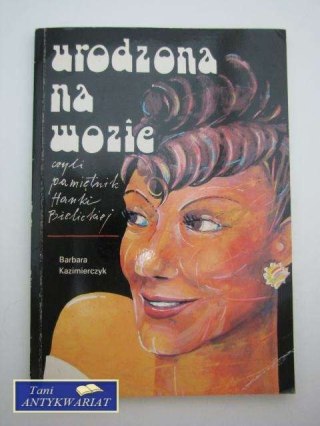 urodzona
na
wozie
czyli
pamiętnik
Hanki
Bielickiej
Barbara
Kazimierczyk
Tani
ANTYKWARIAT